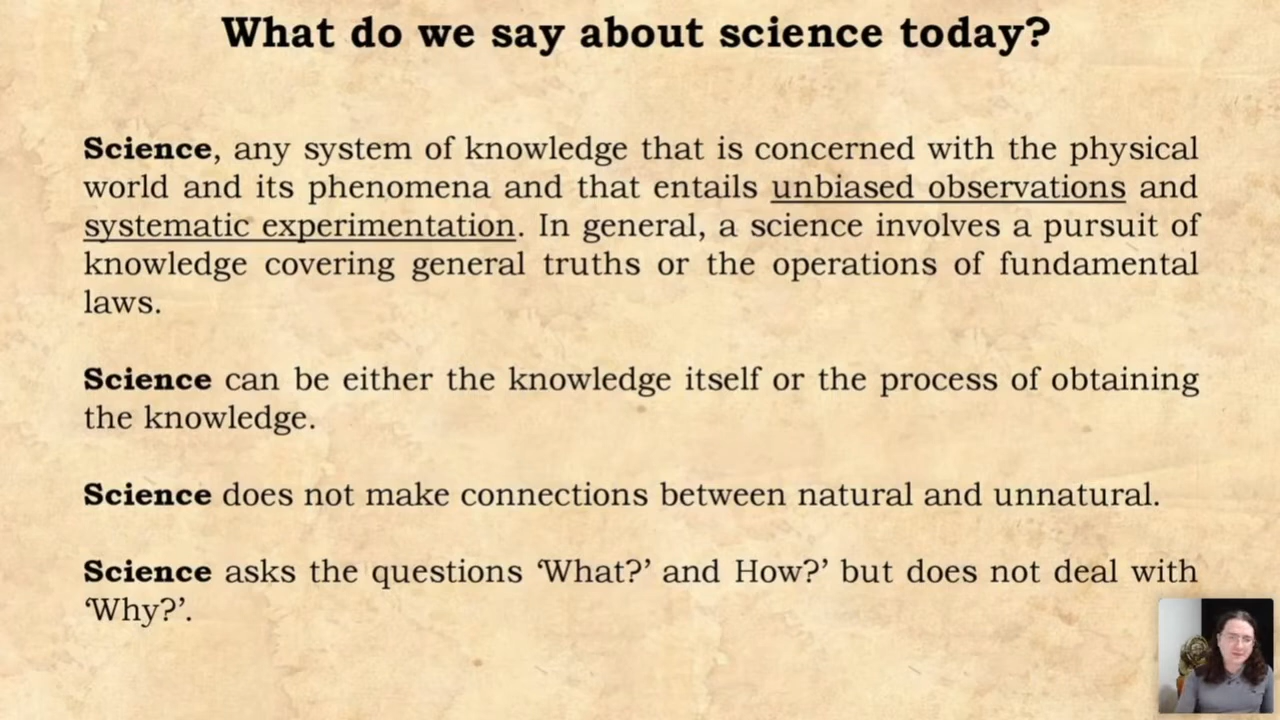 What do we say about science today?
Science, any system of knowledge that is concerned with the physical
world and its phenomena and that entails unbiased observations and
systematic experimentation. In general, a science involves a pursuit of
knowledge covering general truths or the operations of fundamental
laws.
Science can be either the knowledge itself or the process of obtaining
the knowledge.
Science does not make connections between natural and unnatural.
Science asks the questions ‘What?’ and How?’ but does not deal with
‘Why?’.